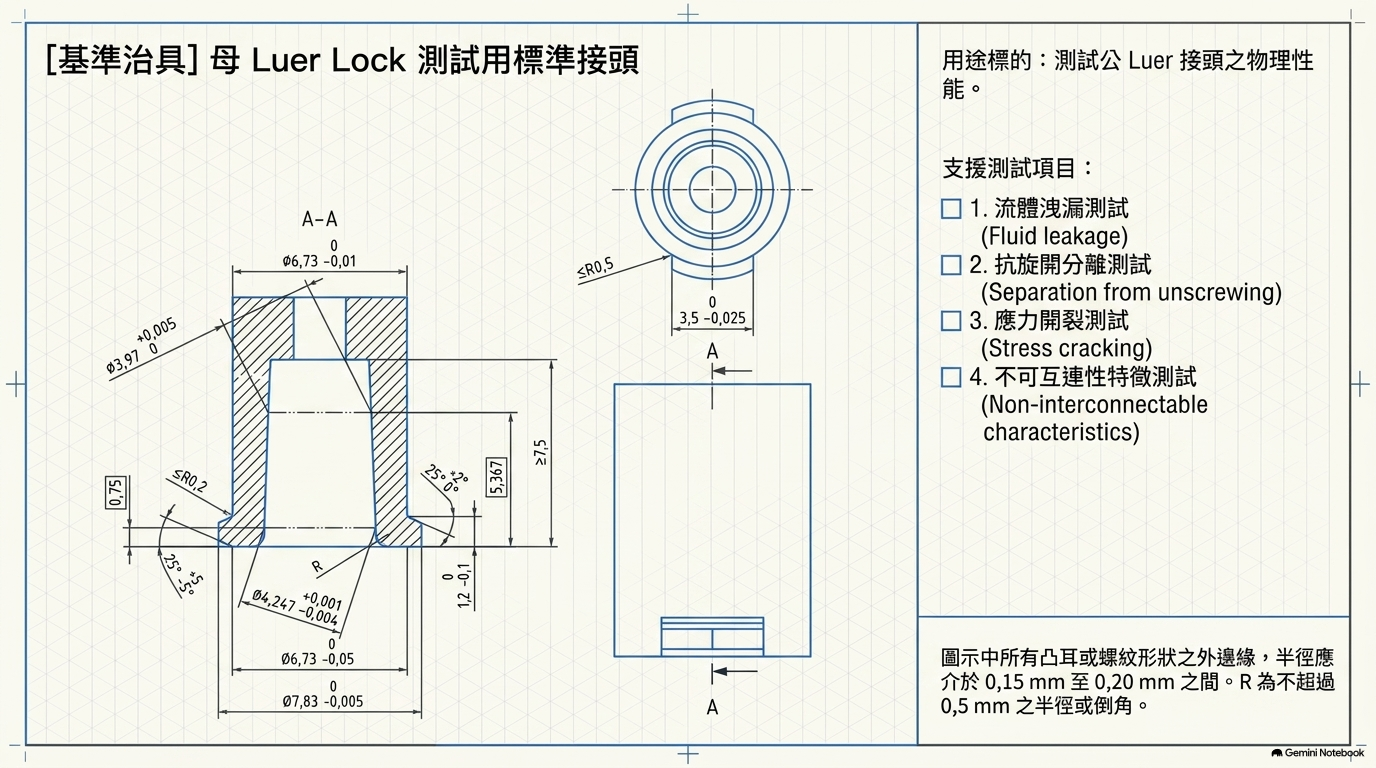 [基準治具] 母 Luer Lock 測試用標準接頭
A-A
0
Ø6,73 -0,01
+0,005
Ø3,97 0
≤R0,2
0,75
25° +5 -5°
25° +2° 0°
5,367
≥7,5
R
0
1,2 -0,1
+0,001
Ø4,247 -0,004
0
Ø6,73 -0,05
0
Ø7,83 -0,005
≤R0,5
0
3,5 -0,025
A
A
用途標的：測試公 Luer 接頭之物理性
能。
支援測試項目：
1. 流體洩漏測試
(Fluid leakage)
2. 抗旋開分離測試
(Separation from unscrewing)
3. 應力開裂測試
(Stress cracking)
4. 不可互連性特徵測試
(Non-interconnectable
characteristics)
圖示中所有凸耳或螺紋形狀之外邊緣，半徑應
介於 0,15 mm 至 0,20 mm 之間。R 為不超過
0,5 mm 之半徑或倒角。
Gemini Notebook